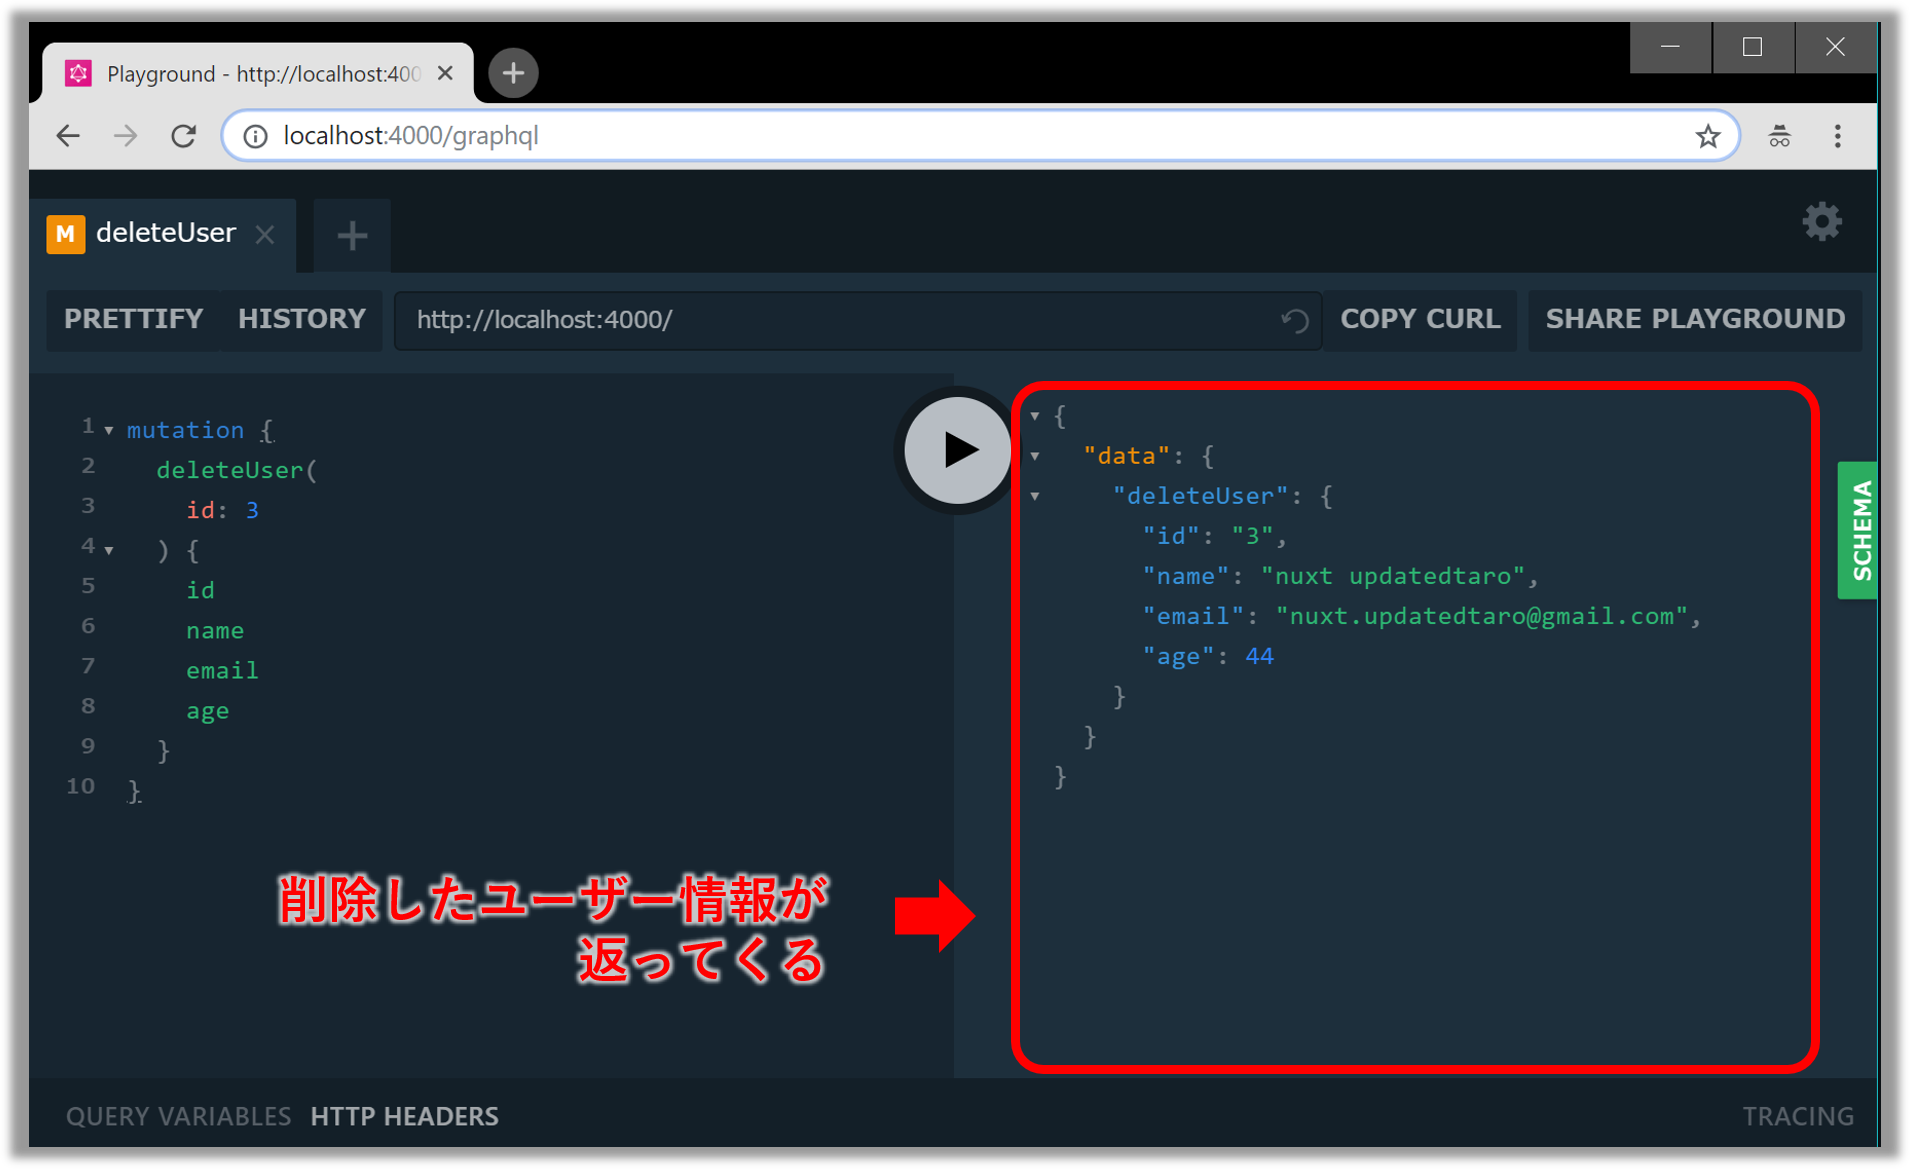 Playground - http://localhost:400
localhost:4000/graphql
M deleteUser
PRETTIFY HISTORY http://localhost:4000/ COPY CURL SHARE PLAYGROUND
1 mutation {
2 deleteUser(
3 id: 3
4 ) {
5 id
6 name
7 email
8 age
9 }
10 }
{
"data": {
"deleteUser": {
"id": "3",
"name": "nuxt updatedtaro",
"email": "nuxt.updatedtaro@gmail.com",
"age": 44
}
}
}
SCHEMA
削除したユーザー情報が
返ってくる
QUERY VARIABLES HTTP HEADERS TRACING